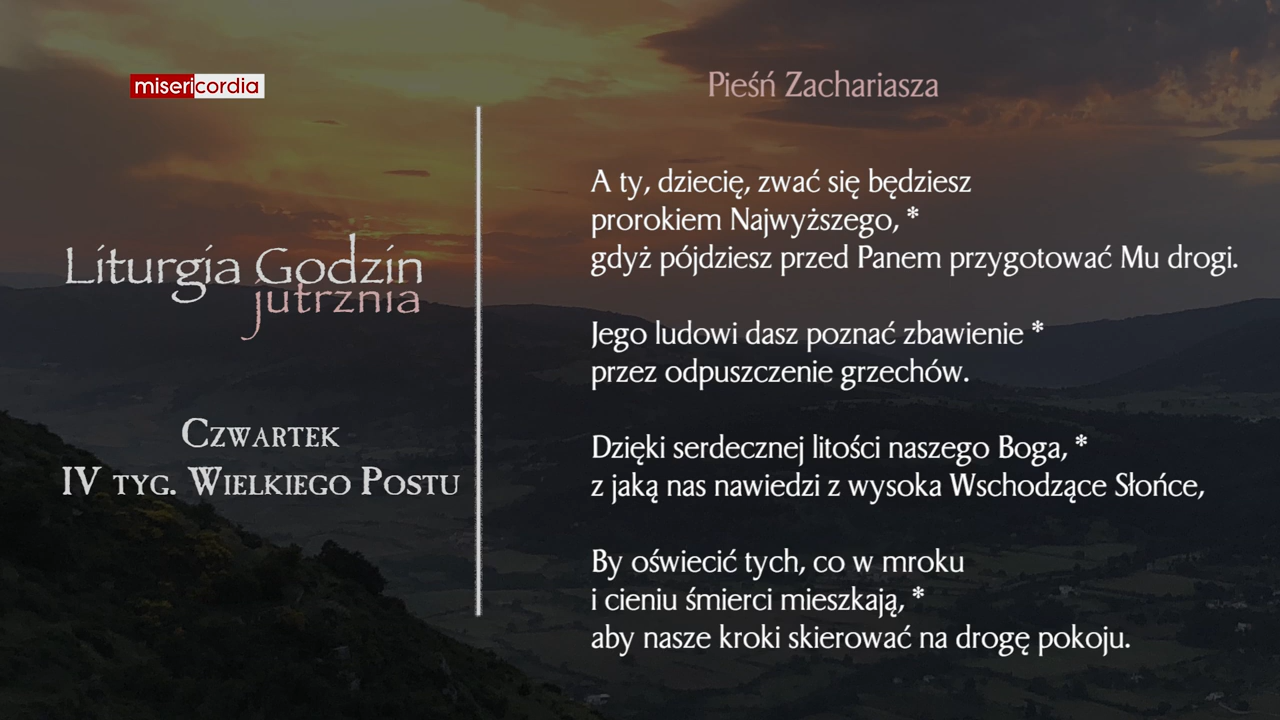 misericordia
Liturgia Godzin
jutrznia
Czwartek
IV tyg. Wielkiego Postu
Pieśń Zachariasza
A ty, dziecię, zwać się będziesz
prorokiem Najwyższego, *
gdyż pójdziesz przed Panem przygotować Mu drogi.
Jego ludowi dasz poznać zbawienie *
przez odpuszczenie grzechów.
Dzięki serdecznej litości naszego Boga, *
z jaką nas nawiedzi z wysoka Wschodzące Słońce,
By oświecić tych, co w mroku
i cieniu śmierci mieszkają, *
aby nasze kroki skierować na drogę pokoju.